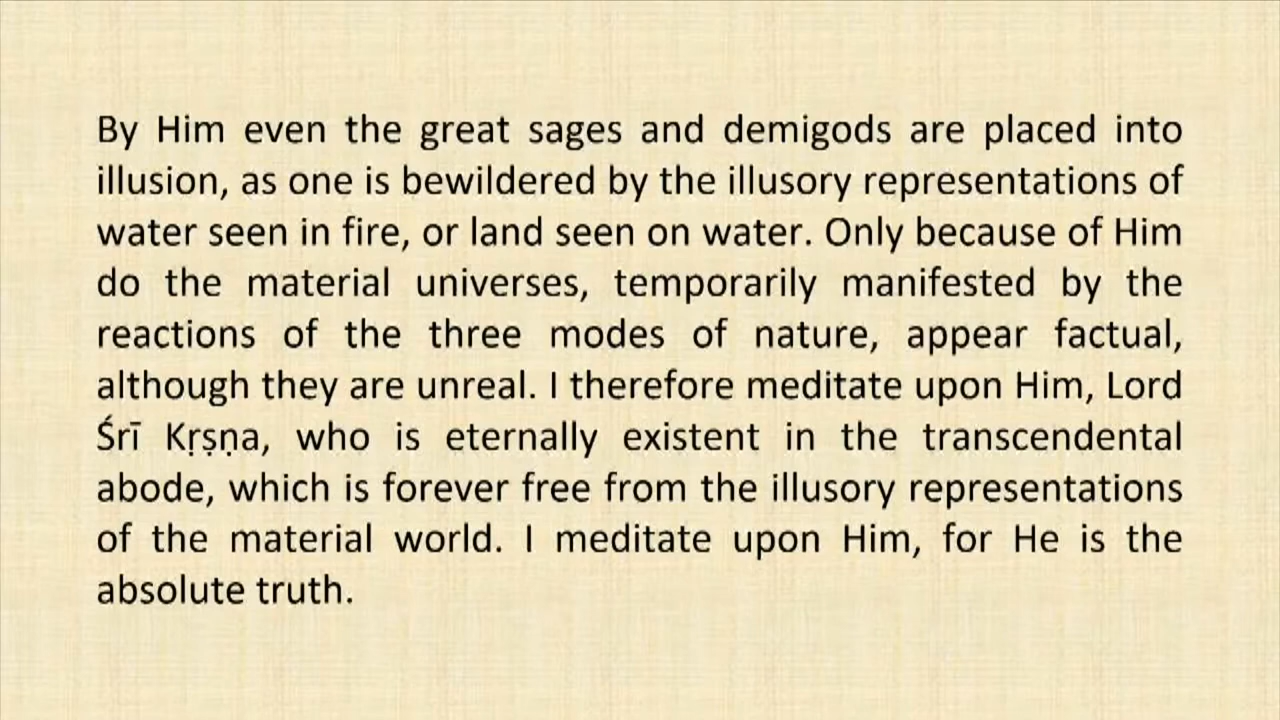 By Him even the great sages and demigods are placed into
illusion, as one is bewildered by the illusory representations of
water seen in fire, or land seen on water. Only because of Him
do the material universes, temporarily manifested by the
reactions of the three modes of nature, appear factual,
although they are unreal. I therefore meditate upon Him, Lord
Śrī Kṛṣṇa, who is eternally existent in the transcendental
abode, which is forever free from the illusory representations
of the material world. I meditate upon Him, for He is the
absolute truth.